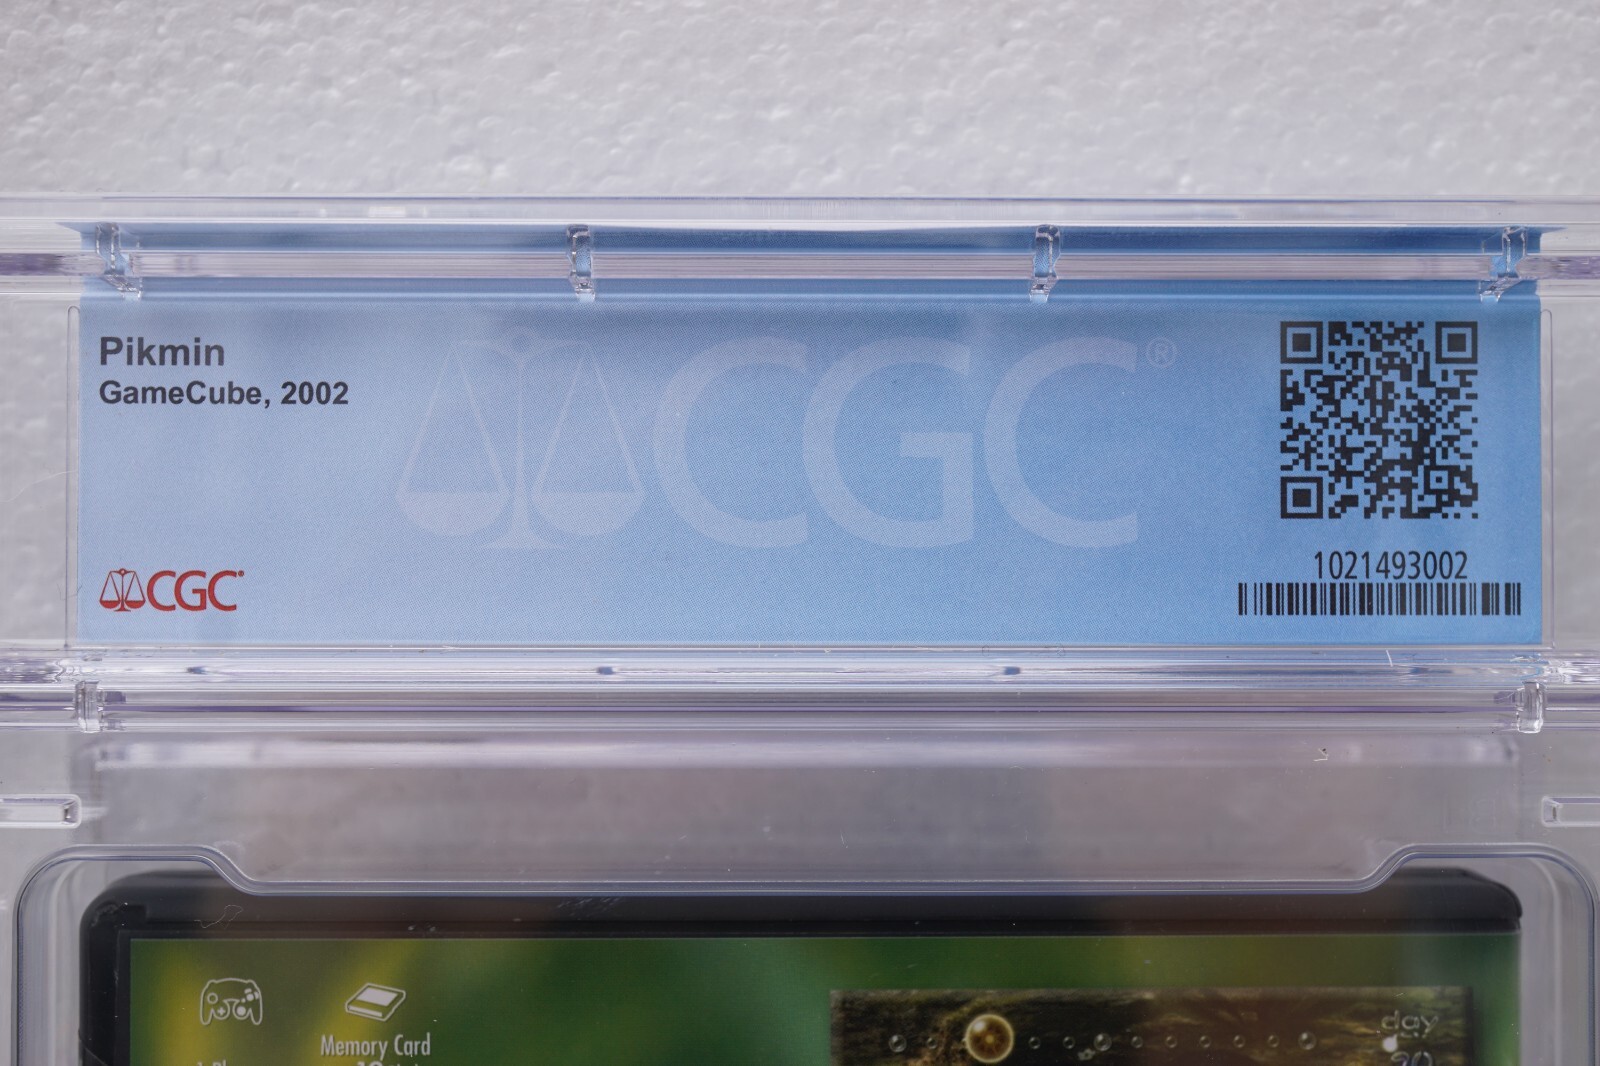 Pikmin
GameCube, 2002
CGC®
CGC®
1021493002
Memory Card
day